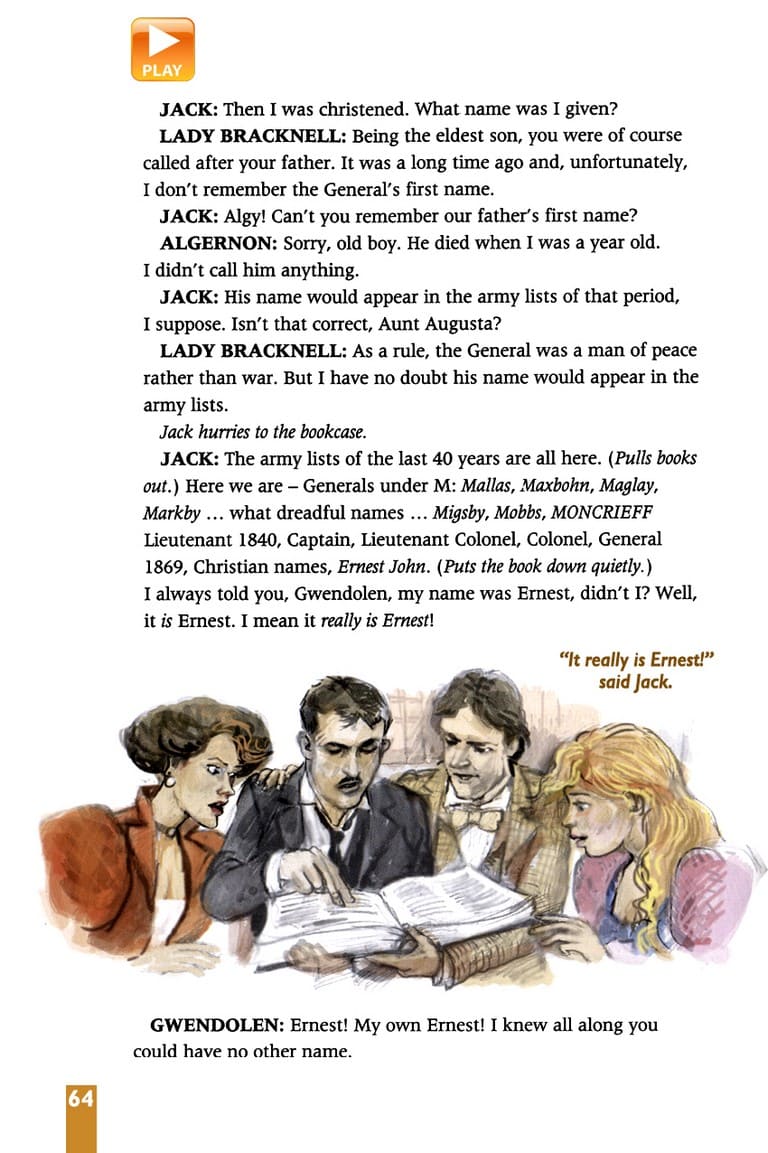 PLAY
JACK: Then I was christened. What name was I given?
LADY BRACKNELL: Being the eldest son, you were of course
called after your father. It was a long time ago and, unfortunately,
I don't remember the General's first name.
JACK: Algy! Can't you remember our father's first name?
ALGERNON: Sorry, old boy. He died when I was a year old.
I didn't call him anything.
JACK: His name would appear in the army lists of that period,
I suppose. Isn't that correct, Aunt Augusta?
LADY BRACKNELL: As a rule, the General was a man of peace
rather than war. But I have no doubt his name would appear in the
army lists.
Jack hurries to the bookcase.
JACK: The army lists of the last 40 years are all here. (Pulls books
out.) Here we are – Generals under M: Mallas, Maxbohn, Maglay,
Markby ... what dreadful names ... Migsby, Mobbs, MONCRIEFF
Lieutenant 1840, Captain, Lieutenant Colonel, Colonel, General
1869, Christian names, Ernest John. (Puts the book down quietly.)
I always told you, Gwendolen, my name was Ernest, didn't I? Well,
it is Ernest. I mean it really is Ernest!
“It really is Ernest!”
said Jack.
GWENDOLEN: Ernest! My own Ernest! I knew all along you
could have no other name.
64